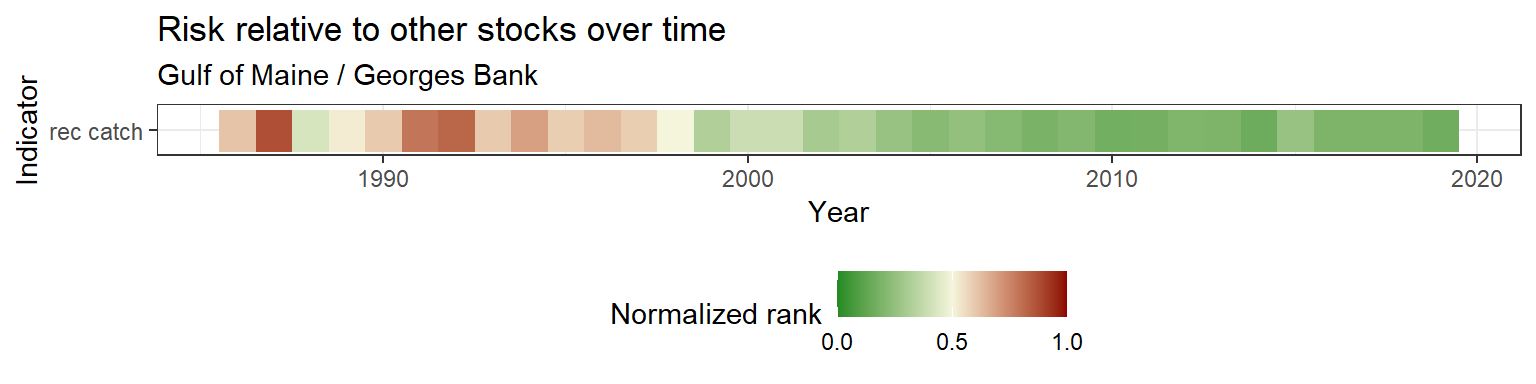 Risk relative to other stocks over time
Gulf of Maine / Georges Bank
Indicator
rec catch
1990 2000 2010 2020
Year
Normalized rank
0.0 0.5 1.0